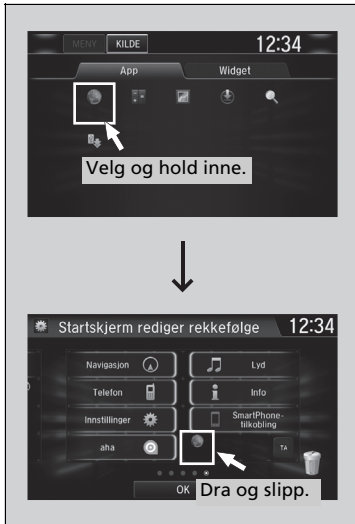 MENY KILDE 12:34
App Widget
Velg og hold inne.
Startskjerm rediger rekkefølge 12:34
Navigasjon Lyd
Telefon Info
Innstillinger SmartPhone-
tilkobling
aha TA
OK
Dra og slipp.